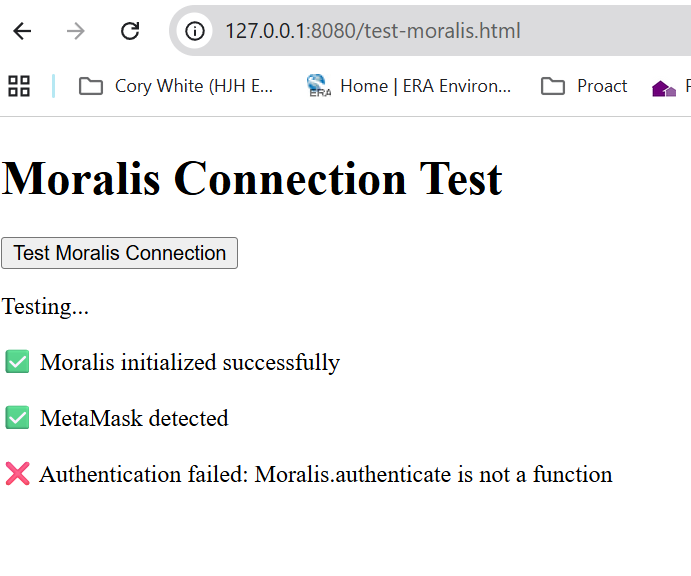 127.0.0.1:8080/test-moralis.html
Cory White (HJH E... ERA Home | ERA Environ... Proact
Moralis Connection Test
Test Moralis Connection
Testing...
✅ Moralis initialized successfully
✅ MetaMask detected
❌ Authentication failed: Moralis.authenticate is not a function